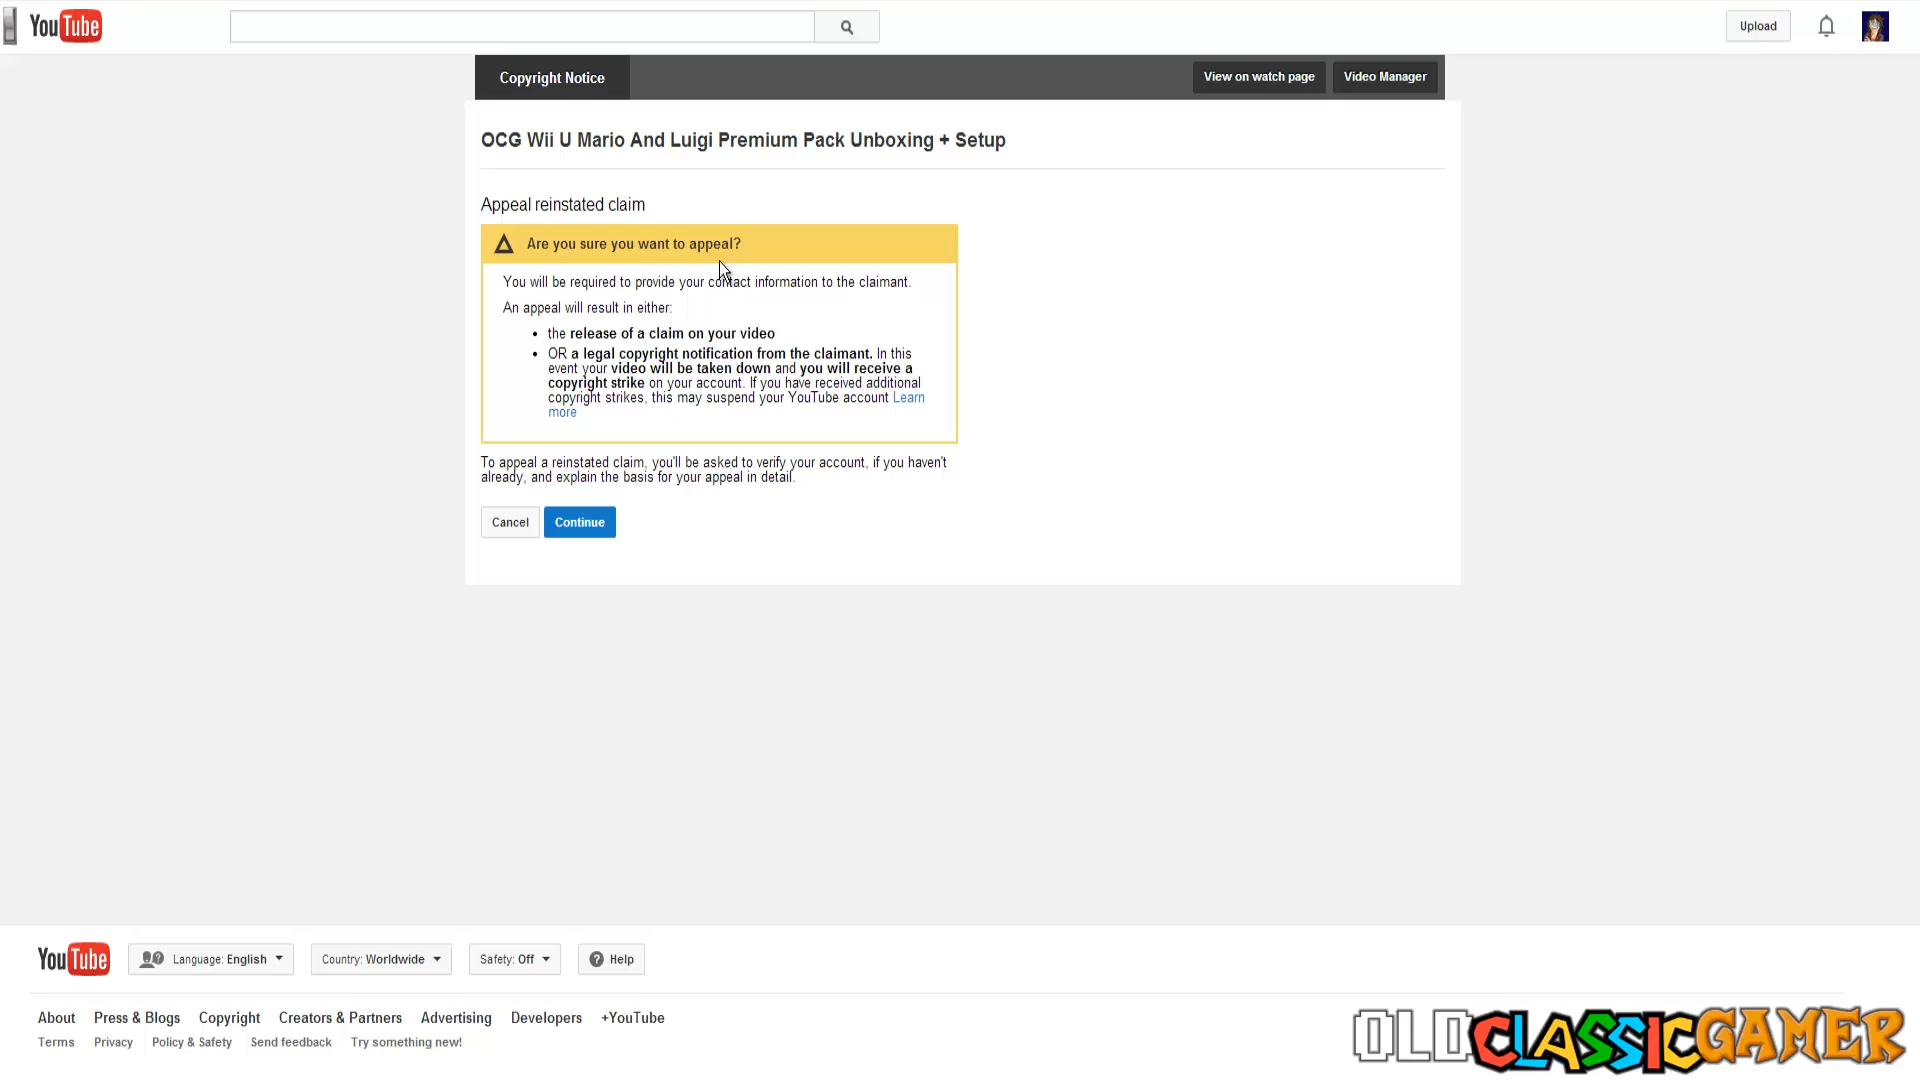 YouTube
Upload
Copyright Notice
View on watch page
Video Manager
OCG Wii U Mario And Luigi Premium Pack Unboxing + Setup
Appeal reinstated claim
Are you sure you want to appeal?
You will be required to provide your contact information to the claimant.
An appeal will result in either:
• the release of a claim on your video
• OR a legal copyright notification from the claimant. In this
event your video will be taken down and you will receive a
copyright strike on your account. If you have received additional
copyright strikes, this may suspend your YouTube account Learn
more
To appeal a reinstated claim, you'll be asked to verify your account, if you haven't
already, and explain the basis for your appeal in detail.
Cancel
Continue
YouTube
Language: English
Country: Worldwide
Safety: Off
Help
About Press & Blogs Copyright Creators & Partners Advertising Developers +YouTube
Terms Privacy Policy & Safety Send feedback Try something new!
OLDCLASSICGAMER